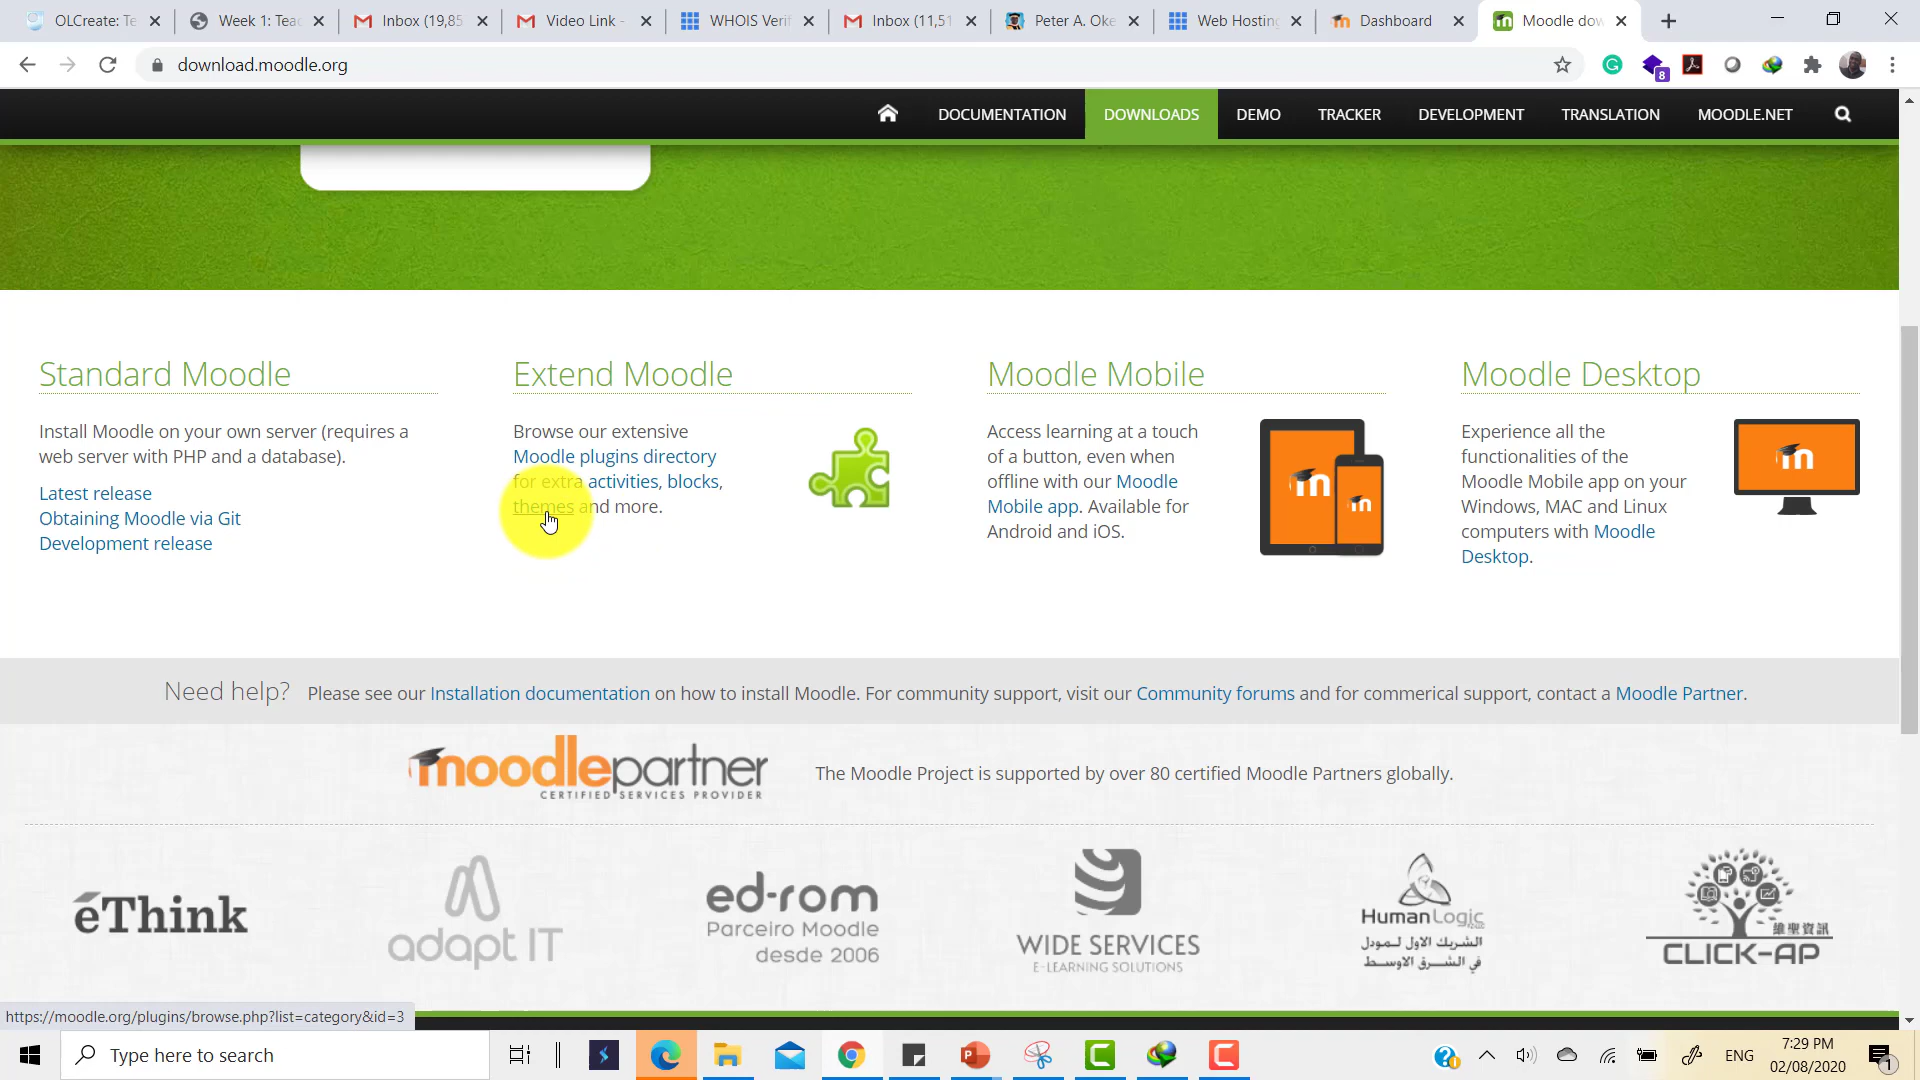 OLCreate: Te
Week 1: Tea
Inbox (19,85
Video Link -
WHOIS Verif
Inbox (11,51
Peter A. Oke
Web Hosting
Dashboard
Moodle dow
download.moodle.org
8
DOCUMENTATION
DOWNLOADS
DEMO
TRACKER
DEVELOPMENT
TRANSLATION
MOODLE.NET
Standard Moodle
Install Moodle on your own server (requires a
web server with PHP and a database).
Latest release
Obtaining Moodle via Git
Development release
Extend Moodle
Browse our extensive
Moodle plugins directory
for extra activities, blocks,
themes and more.
Moodle Mobile
Access learning at a touch
of a button, even when
offline with our Moodle
Mobile app. Available for
Android and iOS.
m
m
Moodle Desktop
Experience all the
functionalities of the
Moodle Mobile app on your
Windows, MAC and Linux
computers with Moodle
Desktop.
m
Need help? Please see our Installation documentation on how to install Moodle. For community support, visit our Community forums and for commerical support, contact a Moodle Partner.
moodlepartner
CERTIFIED SERVICES PROVIDER
The Moodle Project is supported by over 80 certified Moodle Partners globally.
éThink
adapt IT
ed-rom
Parceiro Moodle
desde 2006
WIDE SERVICES
E-LEARNING SOLUTIONS
HumanLogic
الشريك الاول لمودل
في الشرق الاوسط
維聖資訊
CLICK-AP
https://moodle.org/plugins/browse.php?list=category&id=3
Type here to search
ENG
7:29 PM
02/08/2020
1